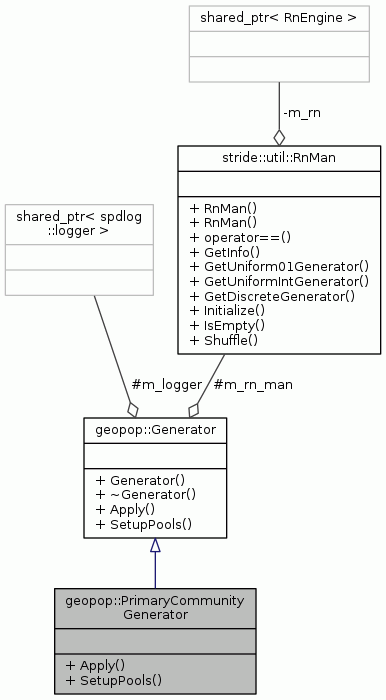 shared_ptr< RnEngine >
-m_rn
stride::util::RnMan
+ RnMan()
+ RnMan()
+ operator==()
+ GetInfo()
+ GetUniform01Generator()
+ GetUniformIntGenerator()
+ GetDiscreteGenerator()
+ Initialize()
+ IsEmpty()
+ Shuffle()
shared_ptr< spdlog
::logger >
#m_logger
#m_rn_man
geopop::Generator
+ Generator()
+ ~Generator()
+ Apply()
+ SetupPools()
geopop::PrimaryCommunity
Generator
+ Apply()
+ SetupPools()